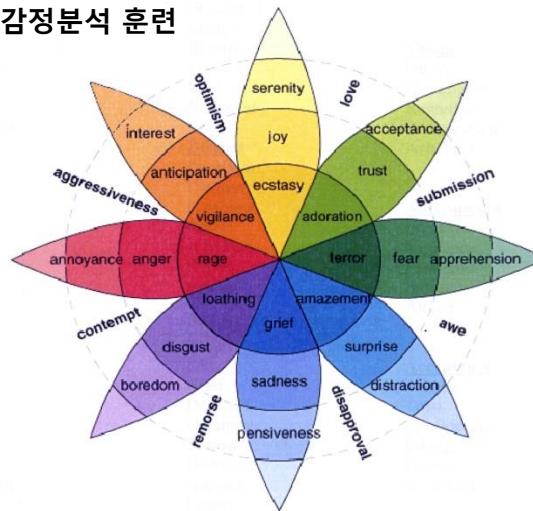 감정분석 훈련
serenity
joy
ecstasy
love
acceptance
trust
adoration
submission
terror
fear
apprehension
awe
amazement
surprise
distraction
disapproval
grief
sadness
pensiveness
remorse
loathing
disgust
boredom
contempt
rage
anger
annoyance
aggressiveness
vigilance
anticipation
interest
optimism